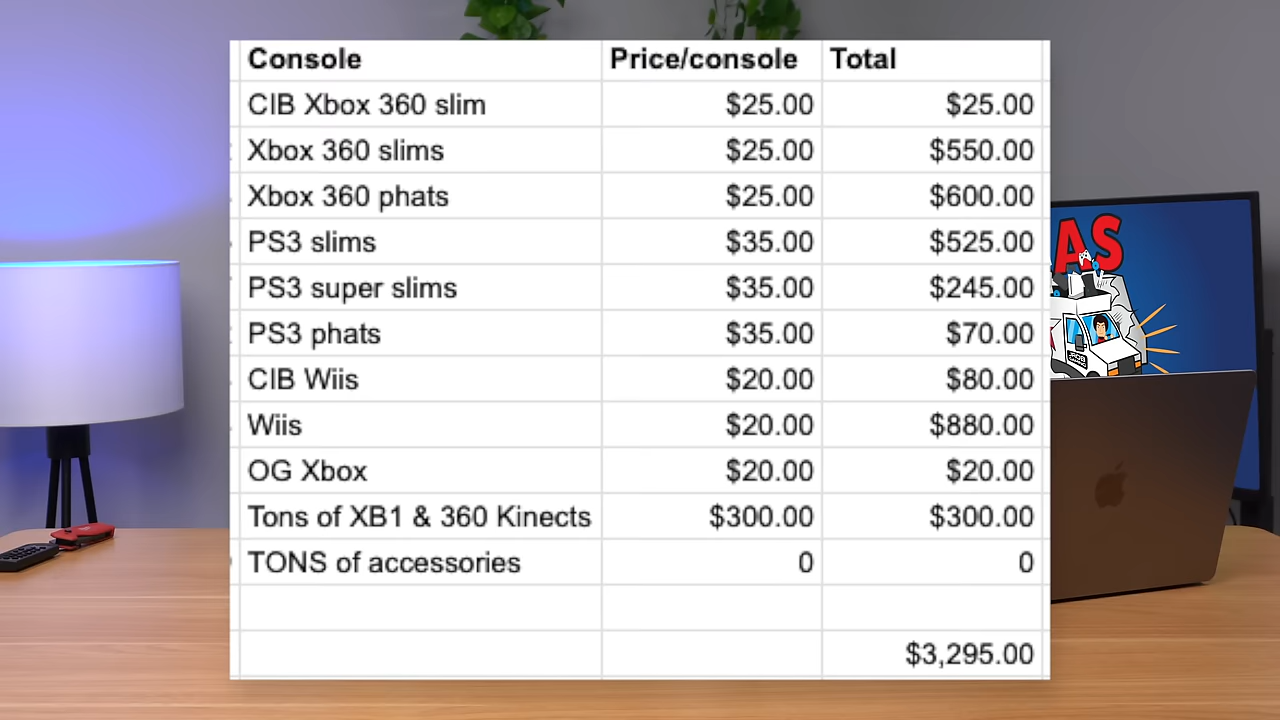 Console Price/console Total
CIB Xbox 360 slim $25.00 $25.00
Xbox 360 slims $25.00 $550.00
Xbox 360 phats $25.00 $600.00
PS3 slims $35.00 $525.00
PS3 super slims $35.00 $245.00
PS3 phats $35.00 $70.00
CIB Wiis $20.00 $80.00
Wiis $20.00 $880.00
OG Xbox $20.00 $20.00
Tons of XB1 & 360 Kinects $300.00 $300.00
TONS of accessories 0 0
$3,295.00
AS